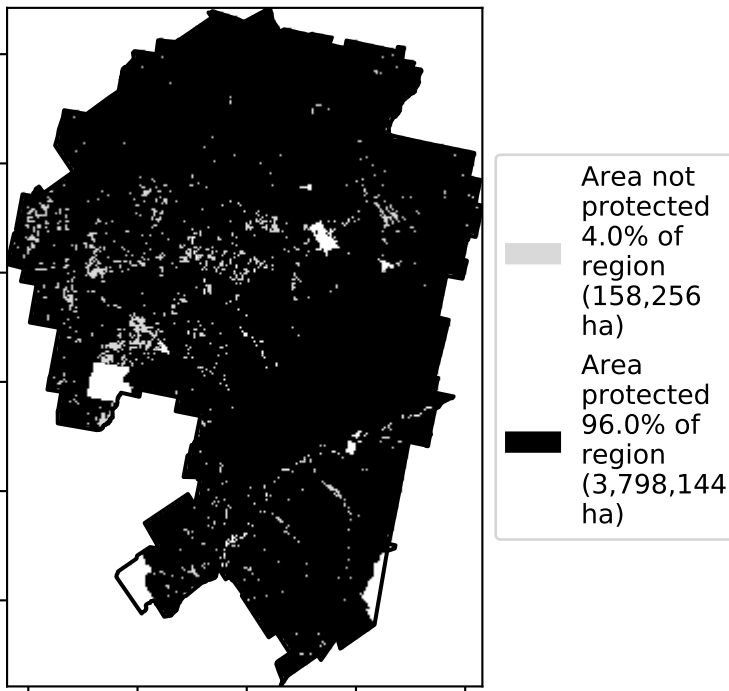 Area not
protected
4.0% of
region
(158,256
ha)
Area
protected
96.0% of
region
(3,798,144
ha)